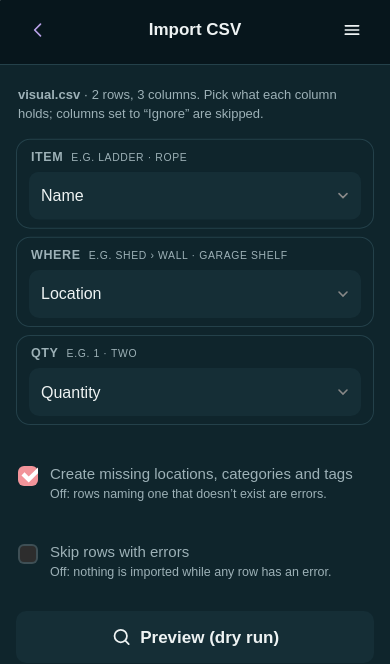 Import CSV
visual.csv · 2 rows, 3 columns. Pick what each column
holds; columns set to “Ignore” are skipped.
ITEM E.G. LADDER · ROPE
Name
WHERE E.G. SHED › WALL · GARAGE SHELF
Location
QTY E.G. 1 · TWO
Quantity
Create missing locations, categories and tags
Off: rows naming one that doesn’t exist are errors.
Skip rows with errors
Off: nothing is imported while any row has an error.
Preview (dry run)